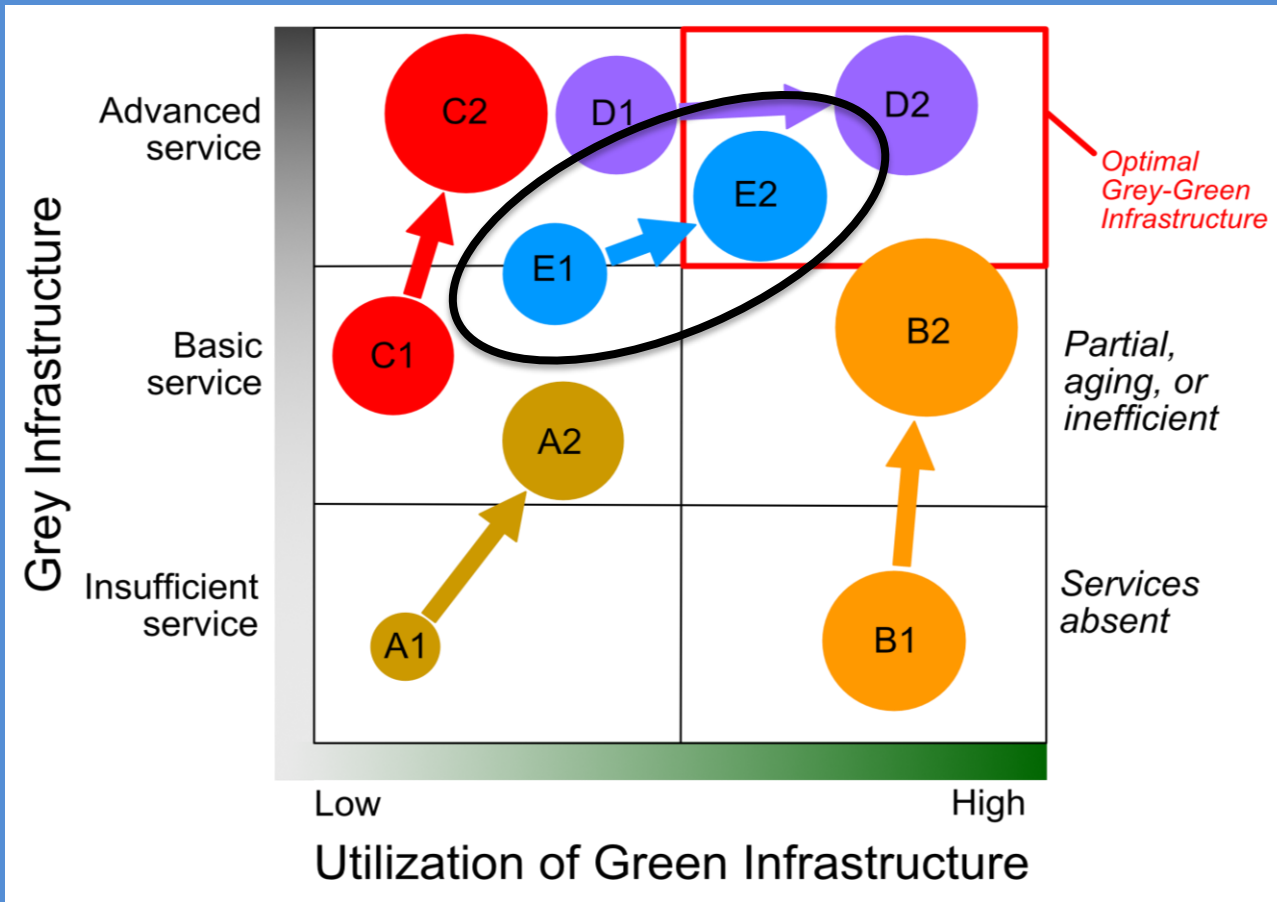 Grey Infrastructure
Advanced
service
Basic
service
Insufficient
service
C2
D1
D2
E2
E1
C1
B2
A2
A1
B1
Optimal
Grey-Green
Infrastructure
Partial,
aging, or
inefficient
Services
absent
Low
High
Utilization of Green Infrastructure